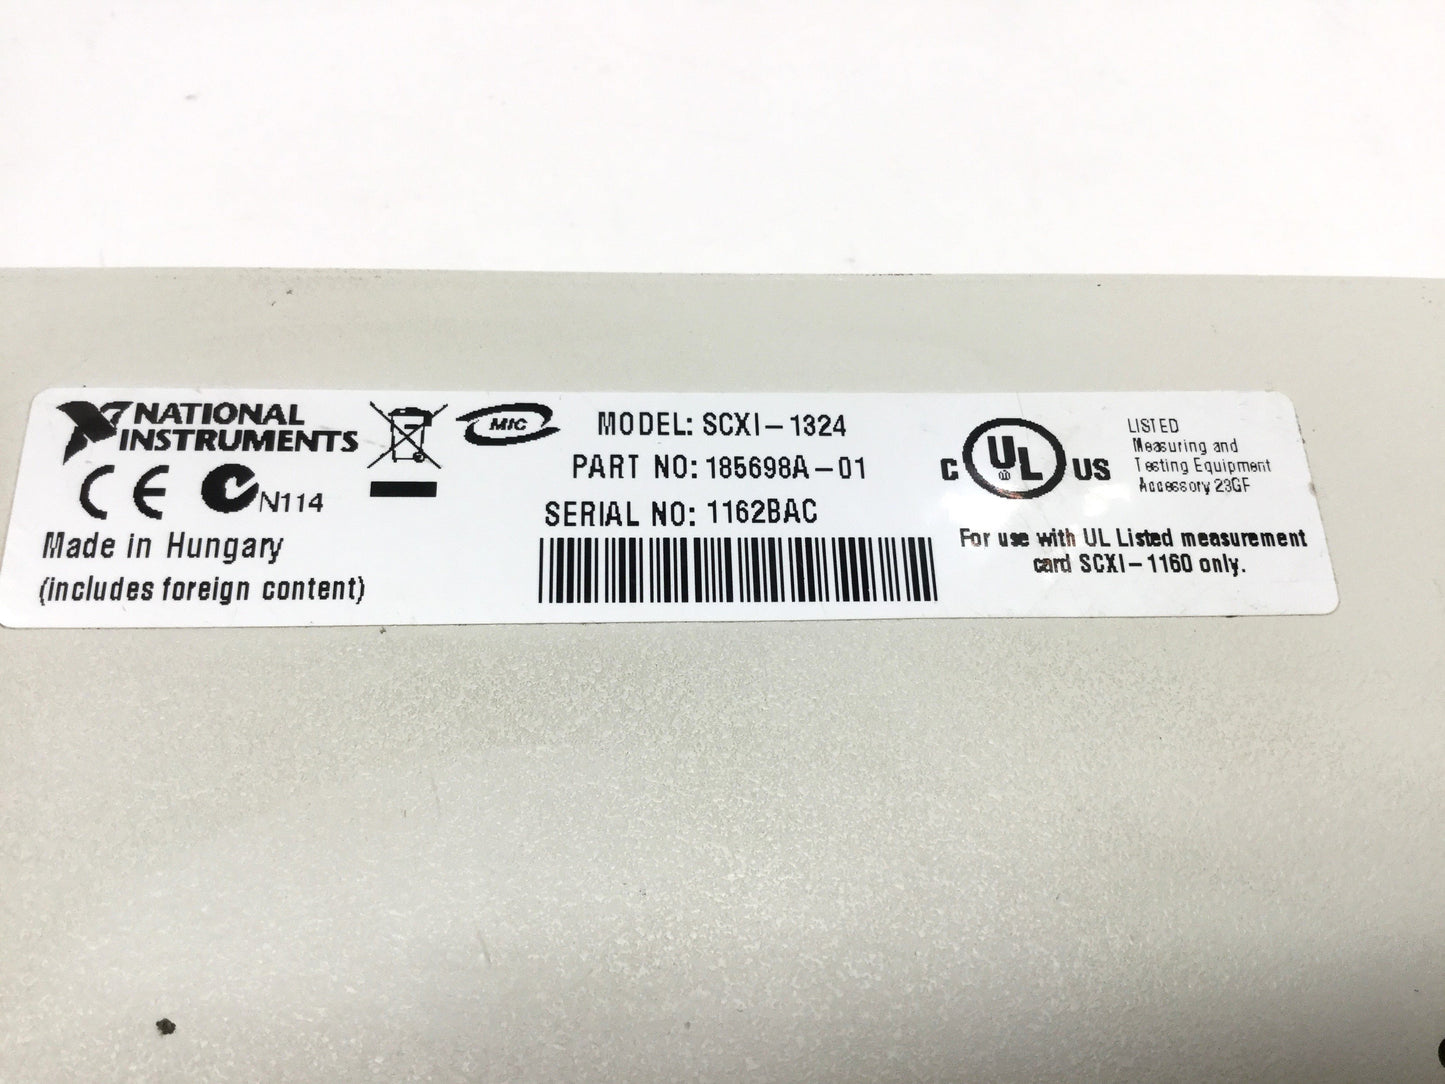 NATIONAL
INSTRUMENTS
CE
N114
Made in Hungary
(includes foreign content)
MIC
MODEL: SCXI-1324
PART NO: 185698A-01
SERIAL NO: 1162BAC
C UL US
LISTED
Measuring and
Testing Equipment
Accessory 23GF
For use with UL Listed measurement
card SCXI-1160 only.